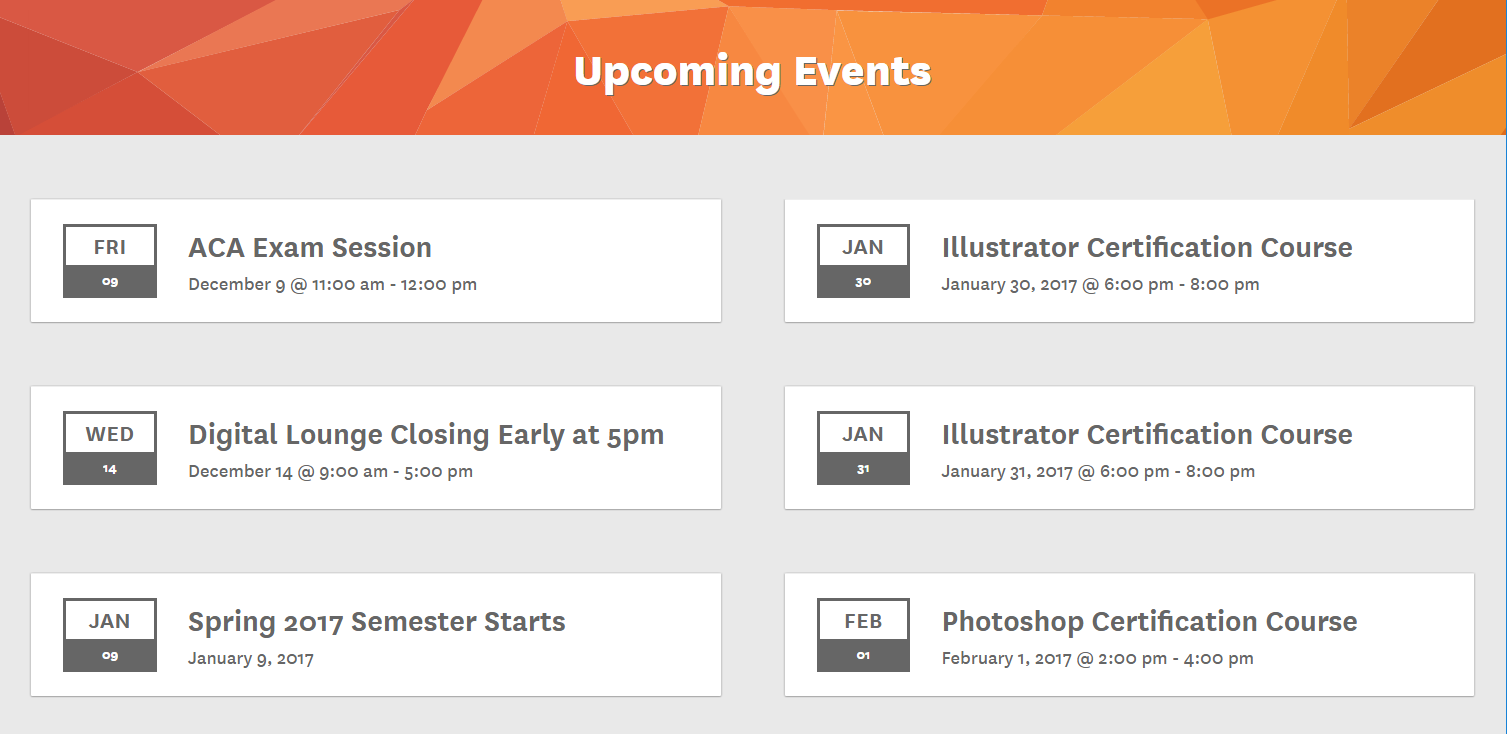 Upcoming Events
FRI
09
ACA Exam Session
December 9 @ 11:00 am - 12:00 pm
WED
14
Digital Lounge Closing Early at 5pm
December 14 @ 9:00 am - 5:00 pm
JAN
09
Spring 2017 Semester Starts
January 9, 2017
JAN
30
Illustrator Certification Course
January 30, 2017 @ 6:00 pm - 8:00 pm
JAN
31
Illustrator Certification Course
January 31, 2017 @ 6:00 pm - 8:00 pm
FEB
01
Photoshop Certification Course
February 1, 2017 @ 2:00 pm - 4:00 pm